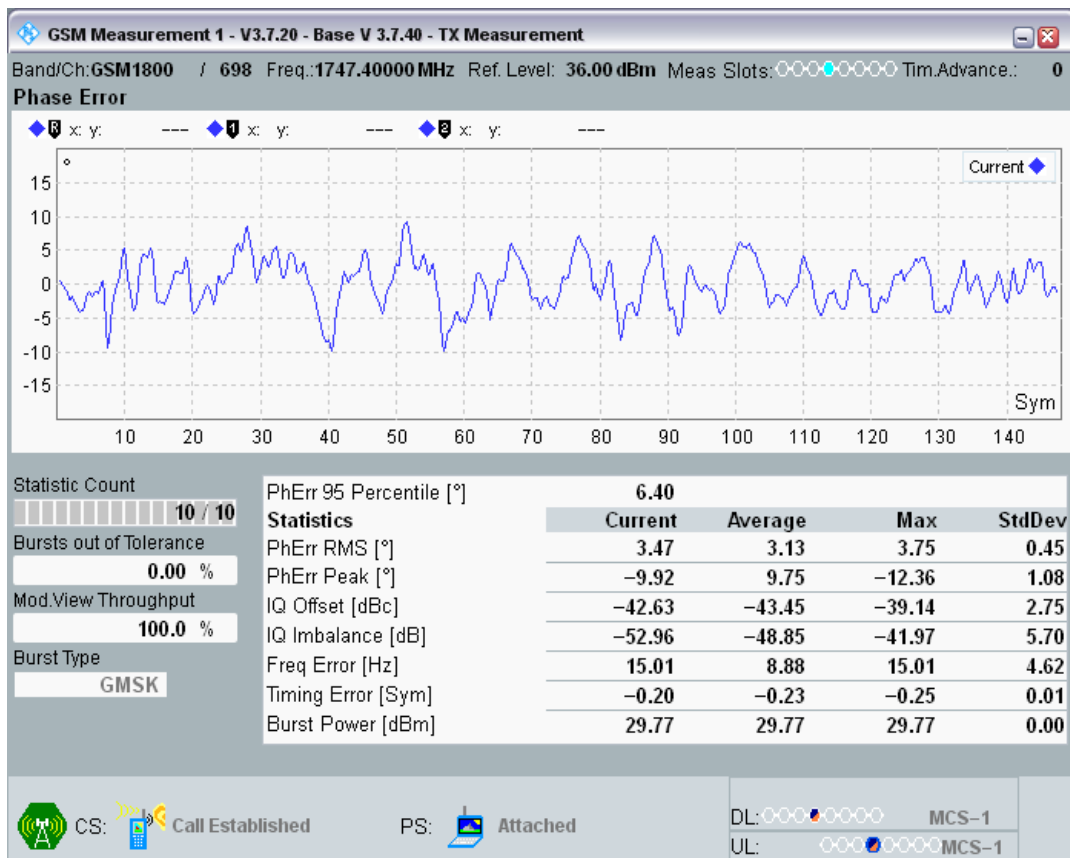 GSM Measurement 1 - V3.7.20 - Base V 3.7.40 - TX Measurement
Band/Ch:GSM1800 / 698 Freq.:1747.40000 MHz Ref. Level: 36.00 dBm Meas Slots: Tim.Advance.: 0
Phase Error
R x: y: --- 1 x: y: --- 2 x: y: ---
°
Current
15
10
5
0
-5
-10
-15
Sym
10 20 30 40 50 60 70 80 90 100 110 120 130 140
Statistic Count
10 / 10
Bursts out of Tolerance
0.00 %
Mod.View Throughput
100.0 %
Burst Type
GMSK
PhErr 95 Percentile [°] 6.40
Statistics Current Average Max StdDev
PhErr RMS [°] 3.47 3.13 3.75 0.45
PhErr Peak [°] −9.92 9.75 −12.36 1.08
IQ Offset [dBc] −42.63 −43.45 −39.14 2.75
IQ Imbalance [dB] −52.96 −48.85 −41.97 5.70
Freq Error [Hz] 15.01 8.88 15.01 4.62
Timing Error [Sym] −0.20 −0.23 −0.25 0.01
Burst Power [dBm] 29.77 29.77 29.77 0.00
CS: Call Established PS: Attached
DL: MCS−1
UL: MCS−1